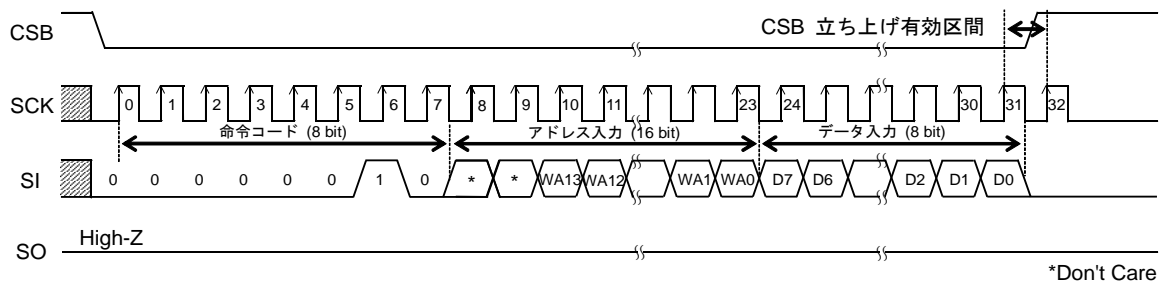 CSB
CSB 立ち上げ有効区間
SCK
0 1 2 3 4 5 6 7 8 9 10 11 23 24 30 31 32
命令コード (8 bit) アドレス入力 (16 bit) データ入力 (8 bit)
SI
0 0 0 0 0 0 1 0 * * WA13 WA12 WA1 WA0 D7 D6 D2 D1 D0
High-Z
SO
*Don't Care